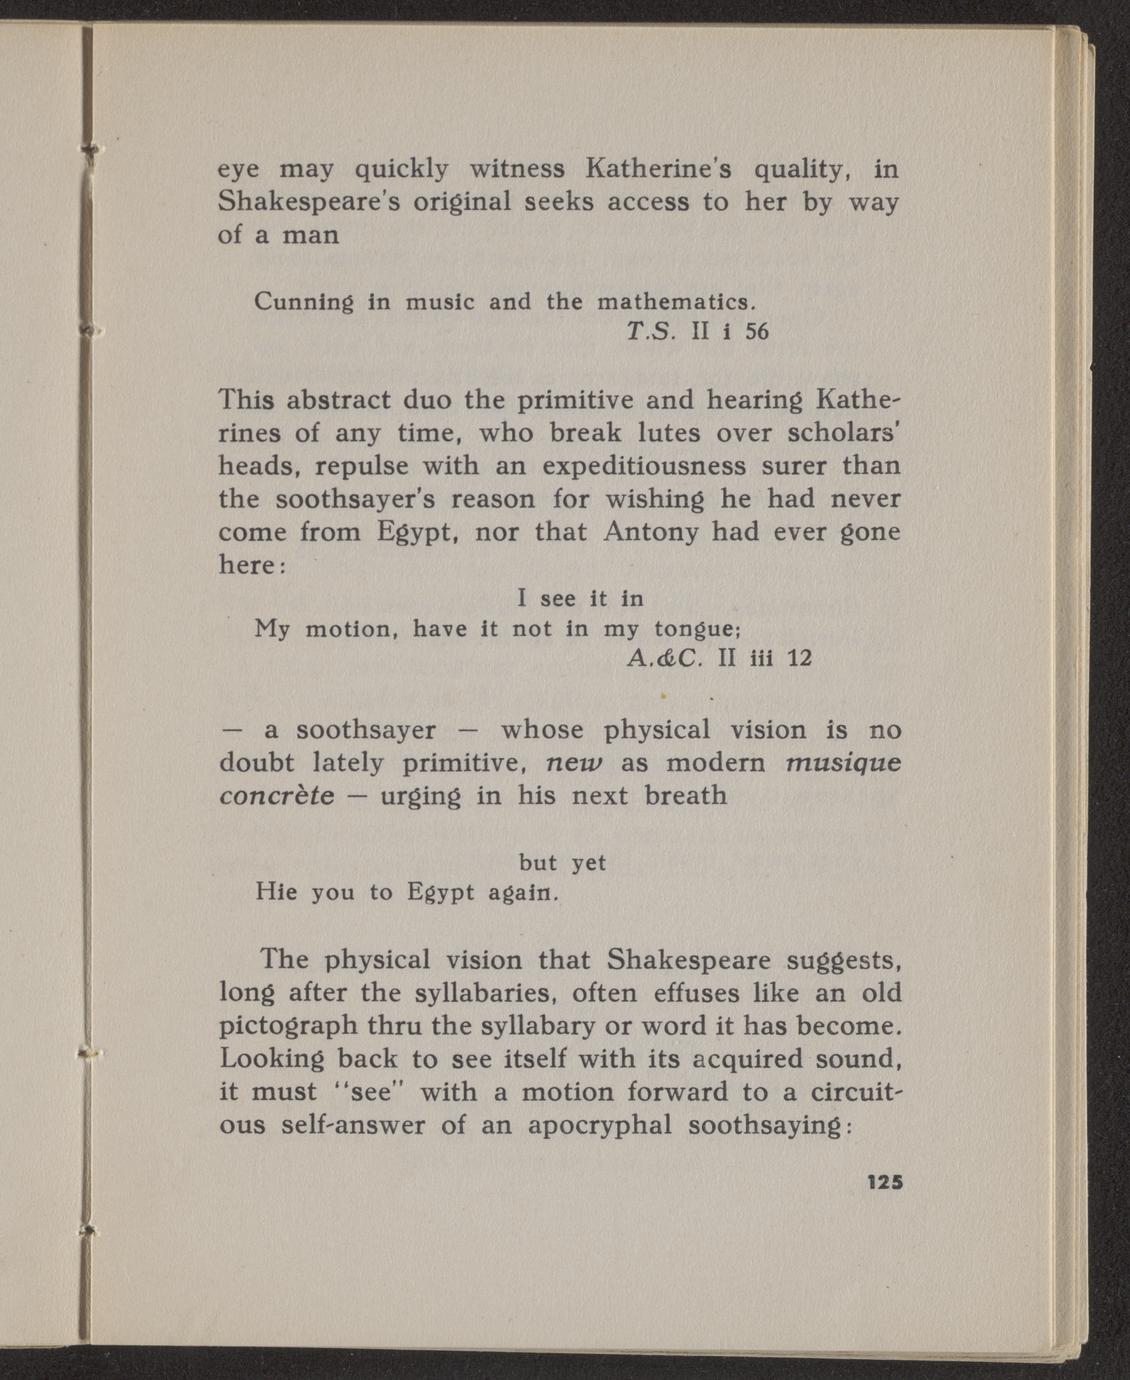 eye may quickly witness Katherine's quality, in
Shakespeare's original seeks access to her by way
of a man
Cunning in music and the mathematics.
T.S. II i 56
This abstract duo the primitive and hearing Kathe-
rines of any time, who break lutes over scholars'
heads, repulse with an expeditiousness surer than
the soothsayer's reason for wishing he had never
come from Egypt, nor that Antony had ever gone
here:
I see it in
My motion, have it not in my tongue;
A.&C. II iii 12
— a soothsayer — whose physical vision is no
doubt lately primitive, new as modern musique
concrète — urging in his next breath
but yet
Hie you to Egypt again.
The physical vision that Shakespeare suggests,
long after the syllabaries, often effuses like an old
pictograph thru the syllabary or word it has become.
Looking back to see itself with its acquired sound,
it must "see" with a motion forward to a circuit-
ous self-answer of an apocryphal soothsaying:
125